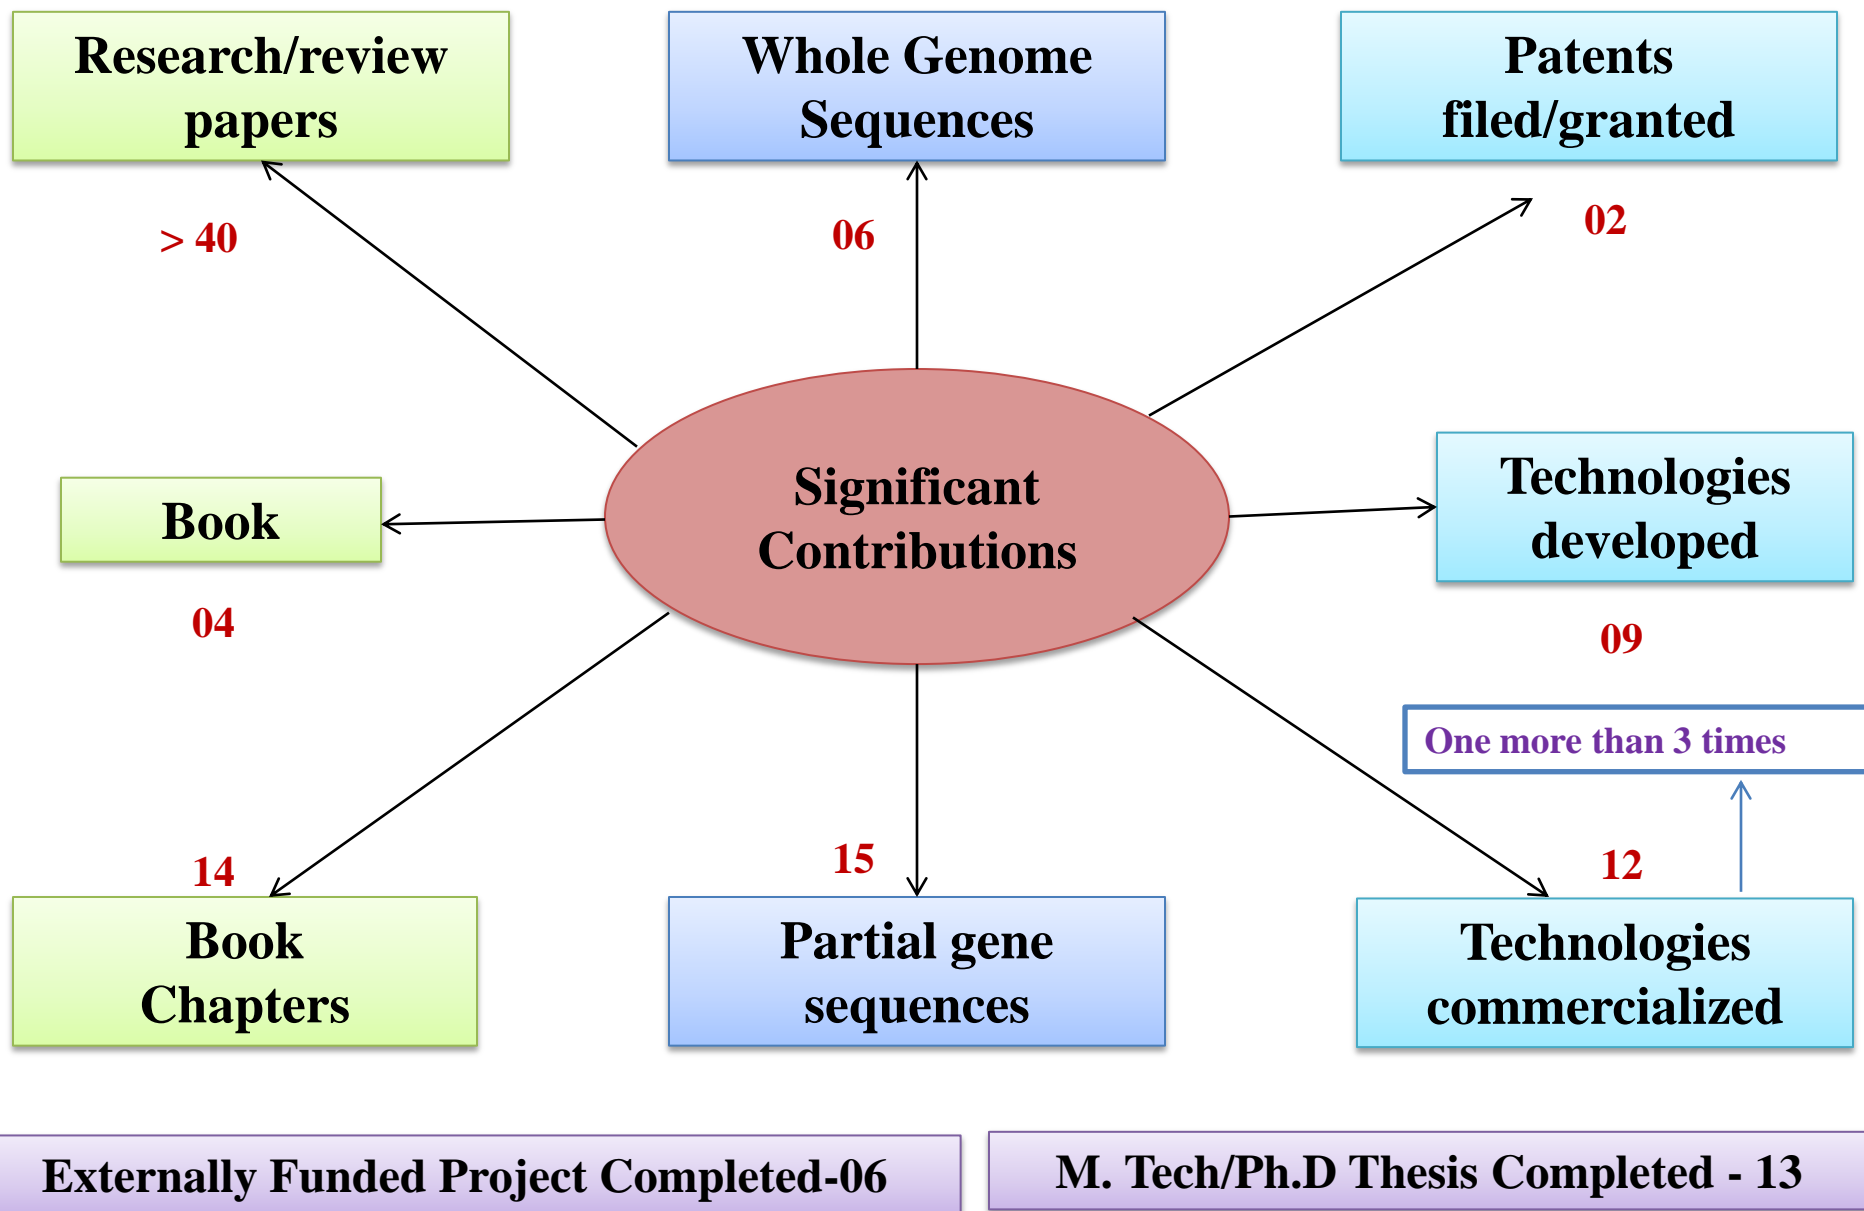 Research/review
papers
Whole Genome
Sequences
Patents
filed/granted
> 40
06
02
Significant
Contributions
Book
04
Technologies
developed
09
One more than 3 times
14
15
12
Book
Chapters
Partial gene
sequences
Technologies
commercialized
Externally Funded Project Completed-06
M. Tech/Ph.D Thesis Completed - 13